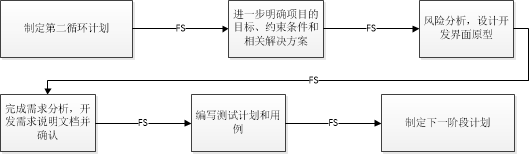 制定第二循环计划
FS
进一步明确项目的
目标、约束条件和
相关解决方案
FS
风险分析，设计开
发界面原型
FS
完成需求分析，开
发需求说明文档并
确认
FS
编写测试计划和用
例
FS
制定下一阶段计划